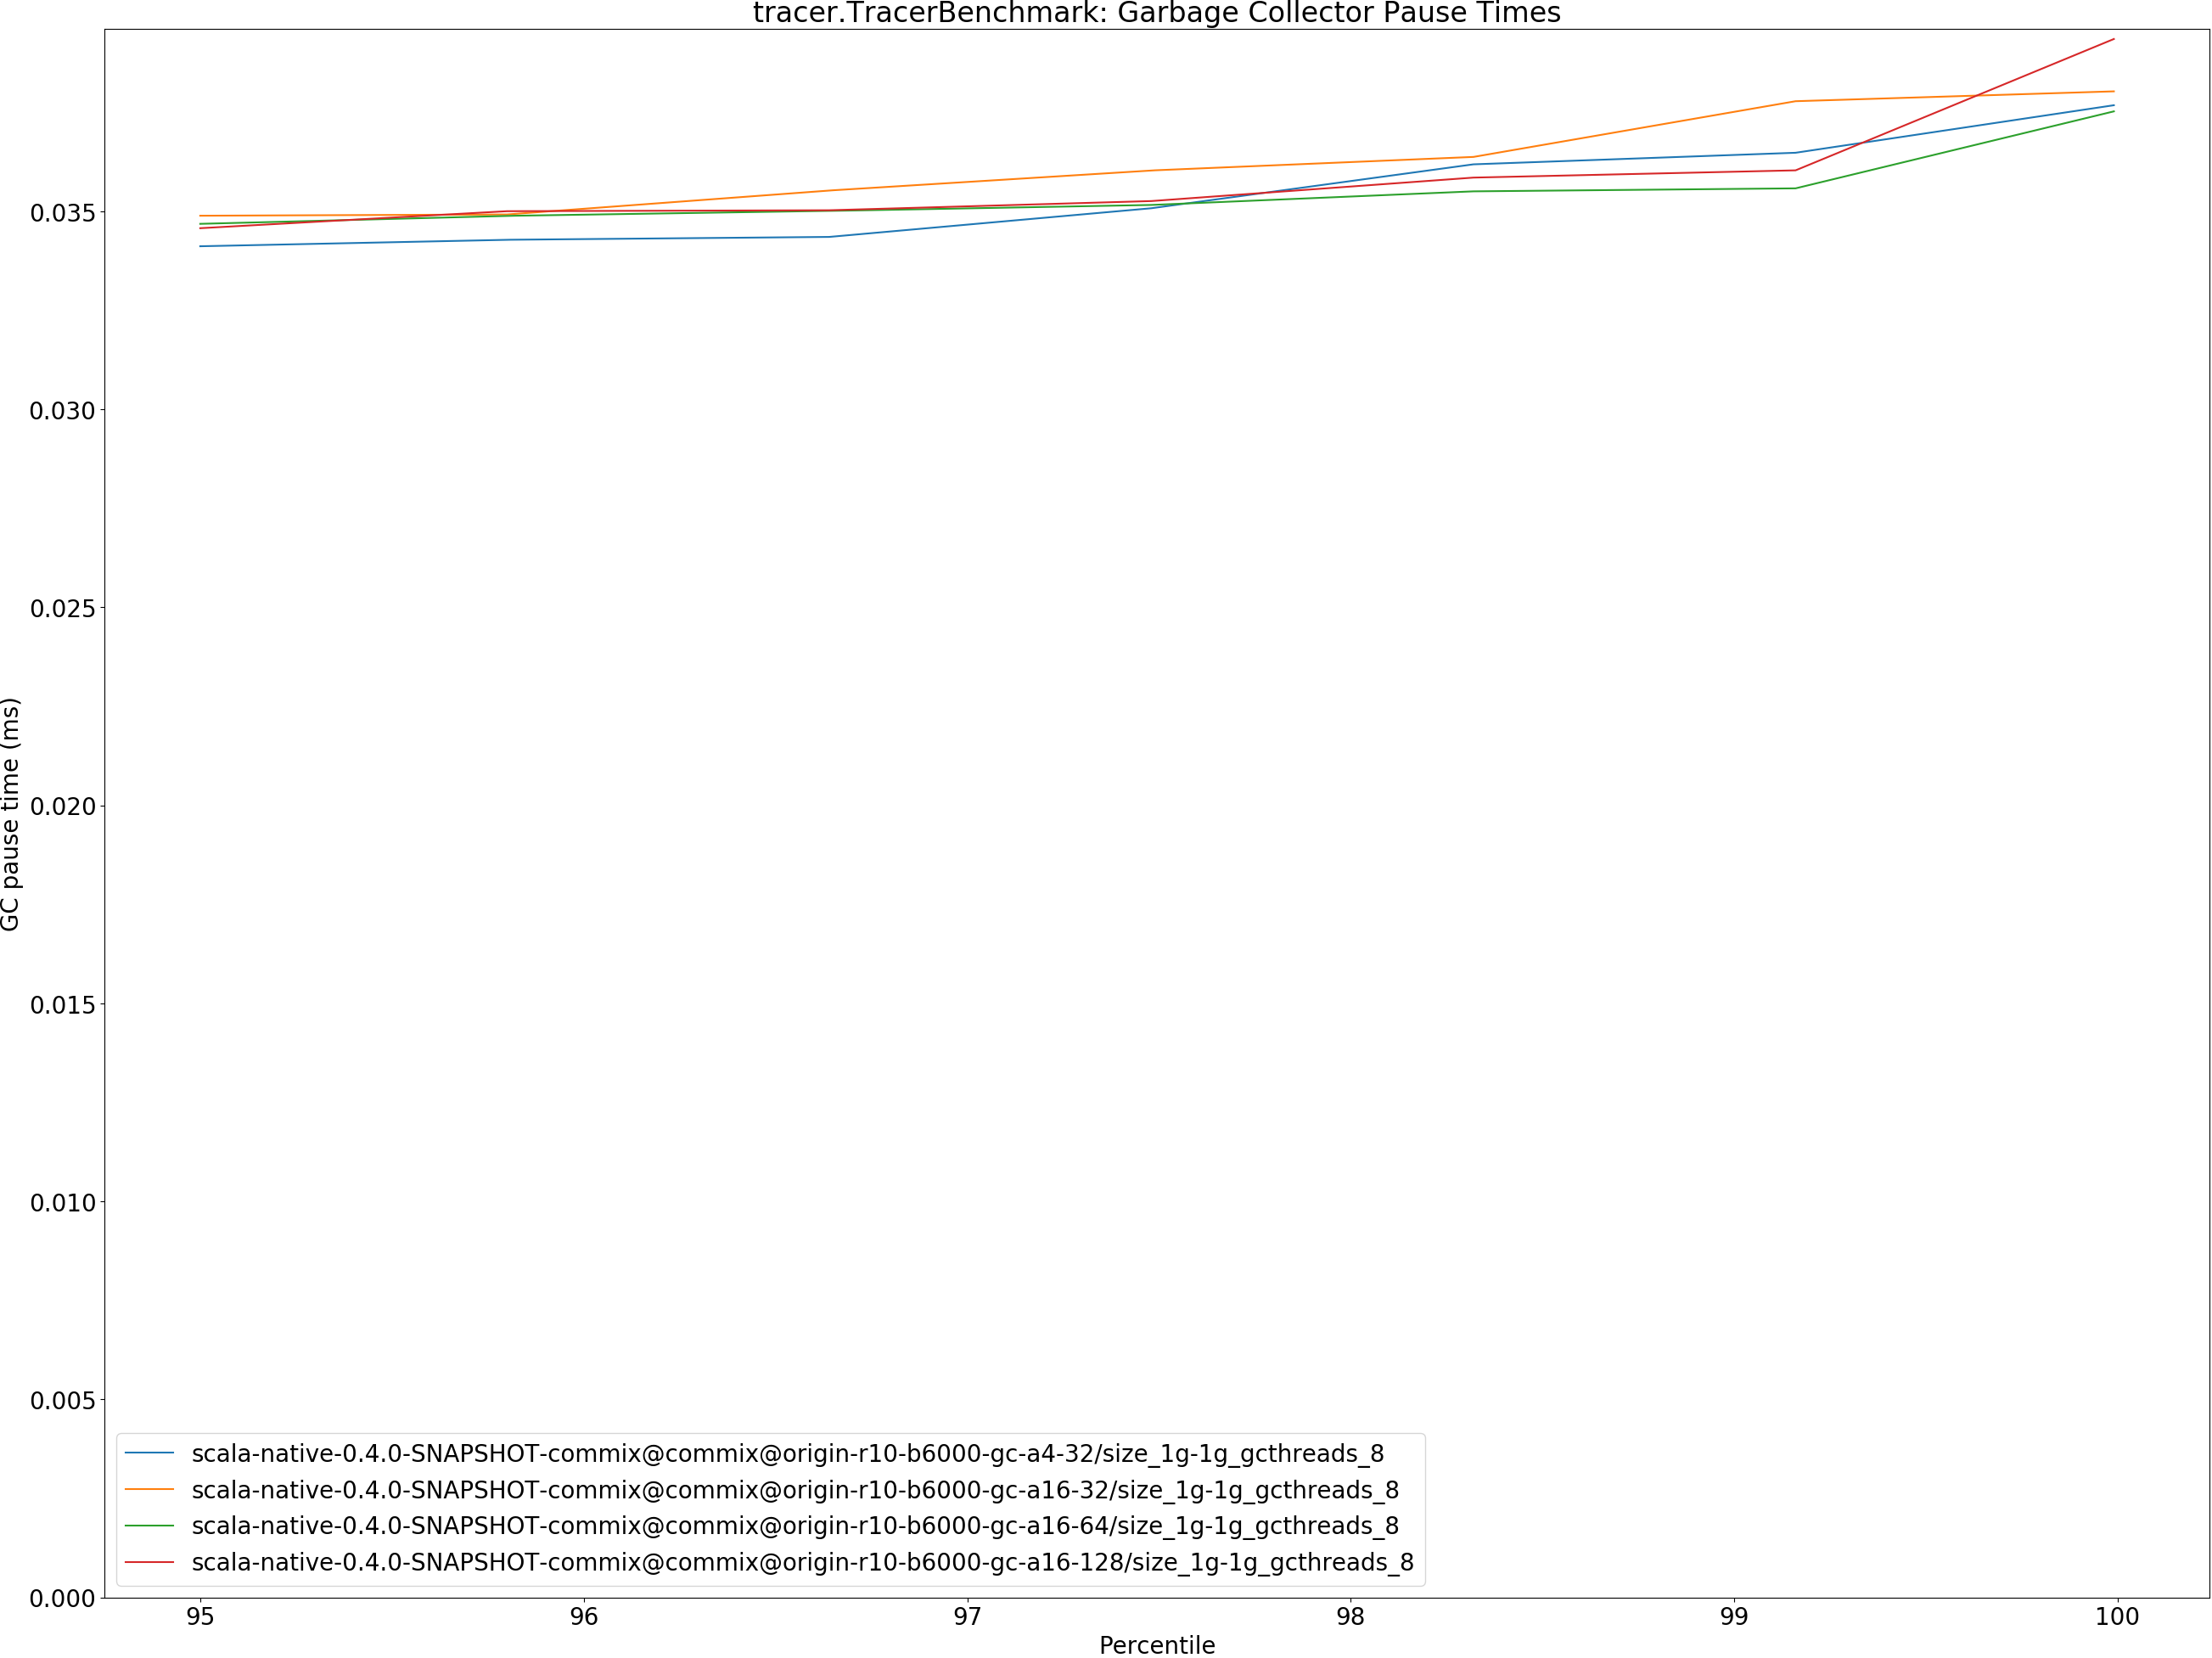 tracer.TracerBenchmark: Garbage Collector Pause Times
GC pause time (ms)
0.035
0.030
0.025
0.020
0.015
0.010
0.005
0.000
scala-native-0.4.0-SNAPSHOT-commix@commix@origin-r10-b6000-gc-a4-32/size_1g-1g_gcthreads_8
scala-native-0.4.0-SNAPSHOT-commix@commix@origin-r10-b6000-gc-a16-32/size_1g-1g_gcthreads_8
scala-native-0.4.0-SNAPSHOT-commix@commix@origin-r10-b6000-gc-a16-64/size_1g-1g_gcthreads_8
scala-native-0.4.0-SNAPSHOT-commix@commix@origin-r10-b6000-gc-a16-128/size_1g-1g_gcthreads_8
95 96 97 98 99 100
Percentile